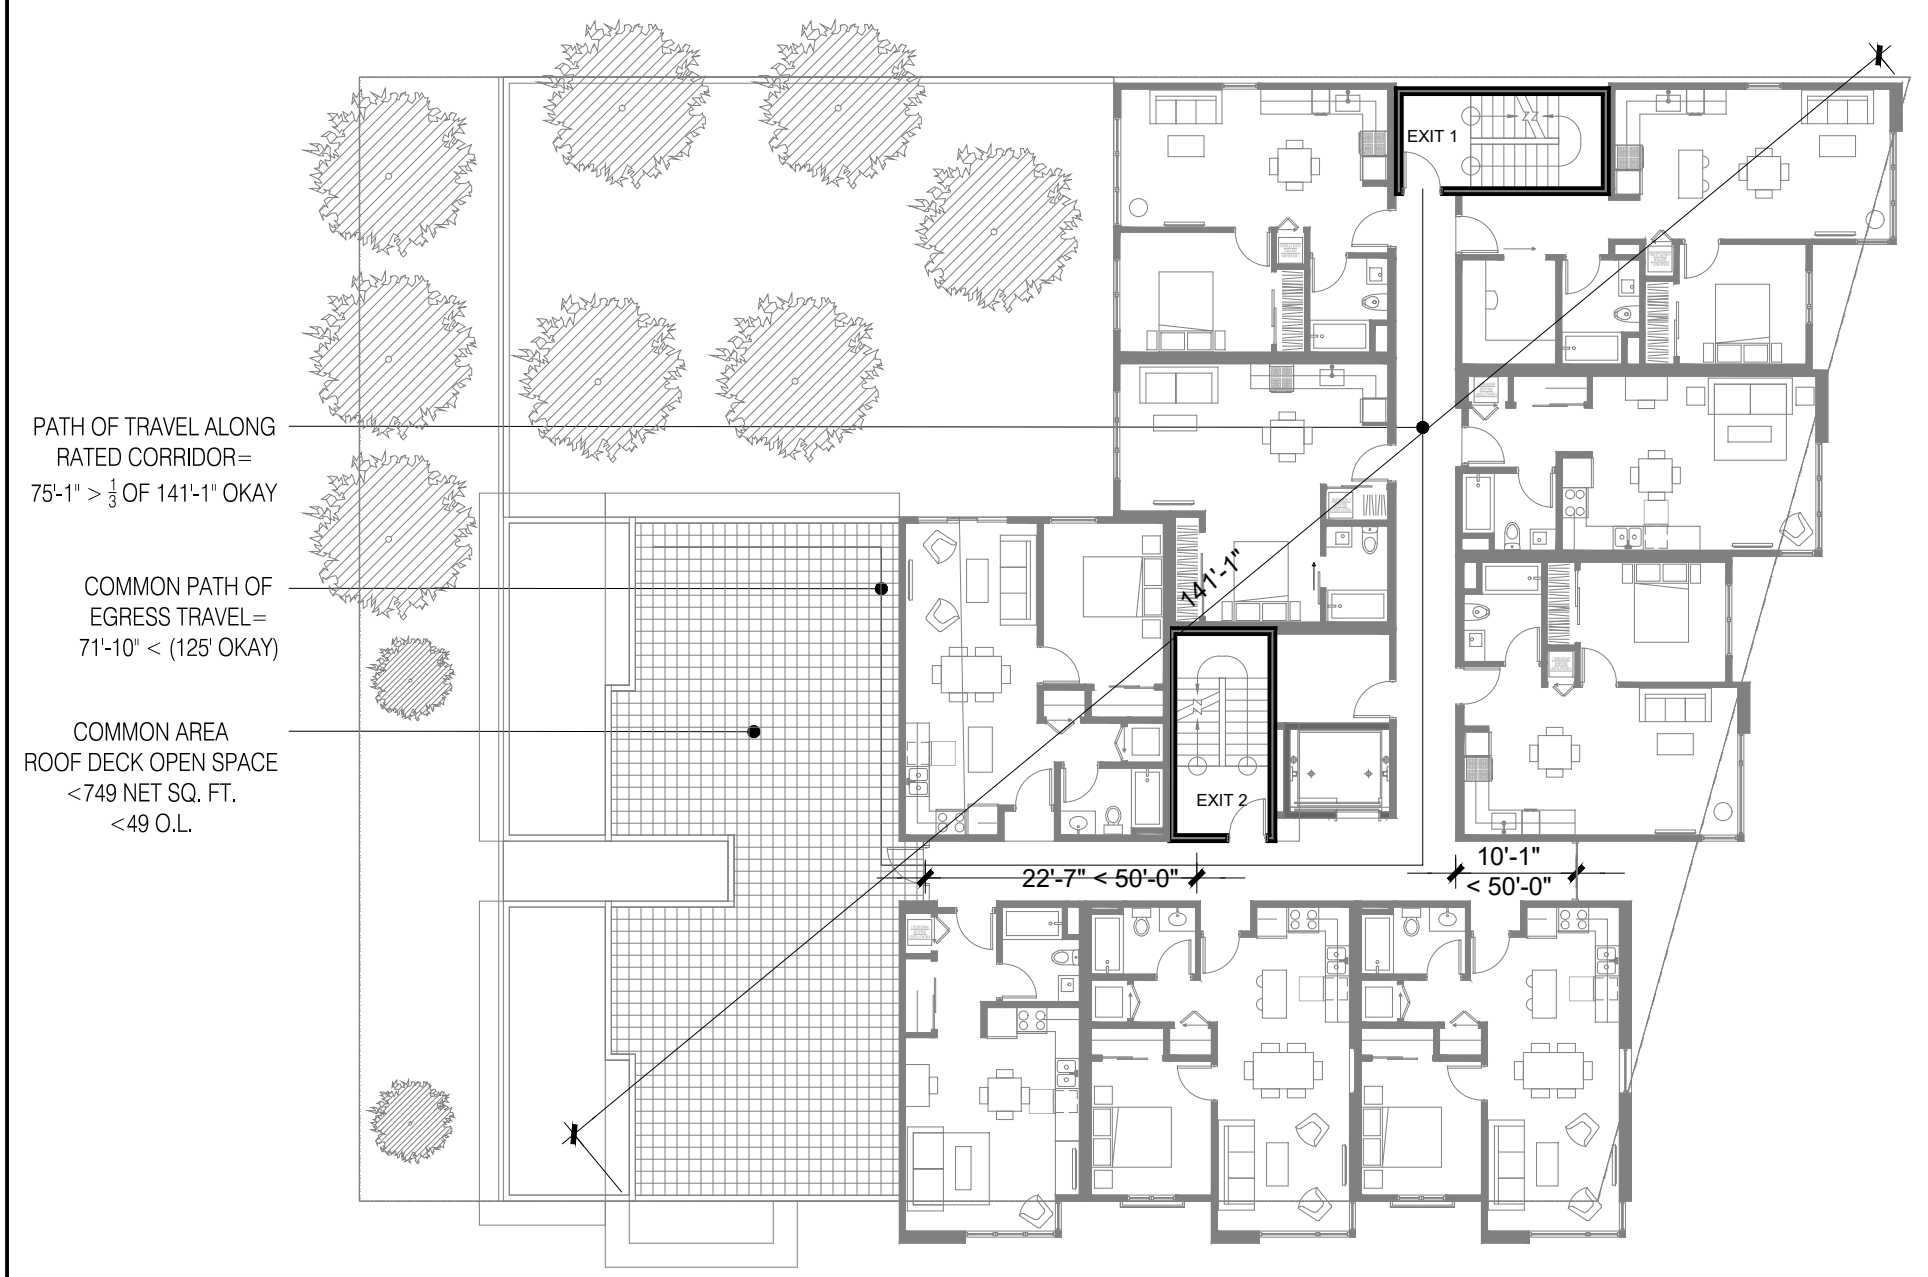 EXIT 1
PATH OF TRAVEL ALONG
RATED CORRIDOR=
75'-1" > 1/3 OF 141'-1" OKAY
COMMON PATH OF
EGRESS TRAVEL=
71'-10" < (125' OKAY)
141'-1"
COMMON AREA
ROOF DECK OPEN SPACE
<749 NET SQ. FT.
<49 O.L.
EXIT 2
22'-7" < 50'-0"
10'-1"
< 50'-0"